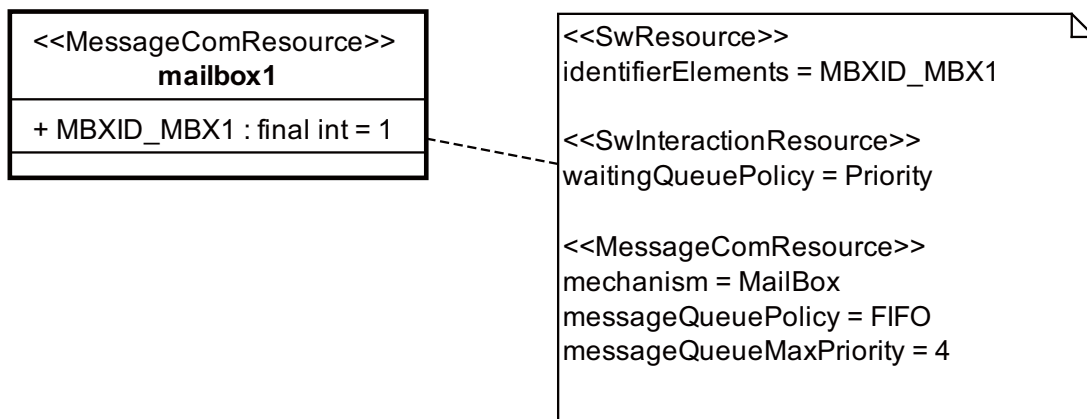 <<MessageComResource>>
mailbox1
+ MBXID_MBX1 : final int = 1
<<SwResource>>
identifierElements = MBXID_MBX1
<<SwInteractionResource>>
waitingQueuePolicy = Priority
<<MessageComResource>>
mechanism = MailBox
messageQueuePolicy = FIFO
messageQueueMaxPriority = 4